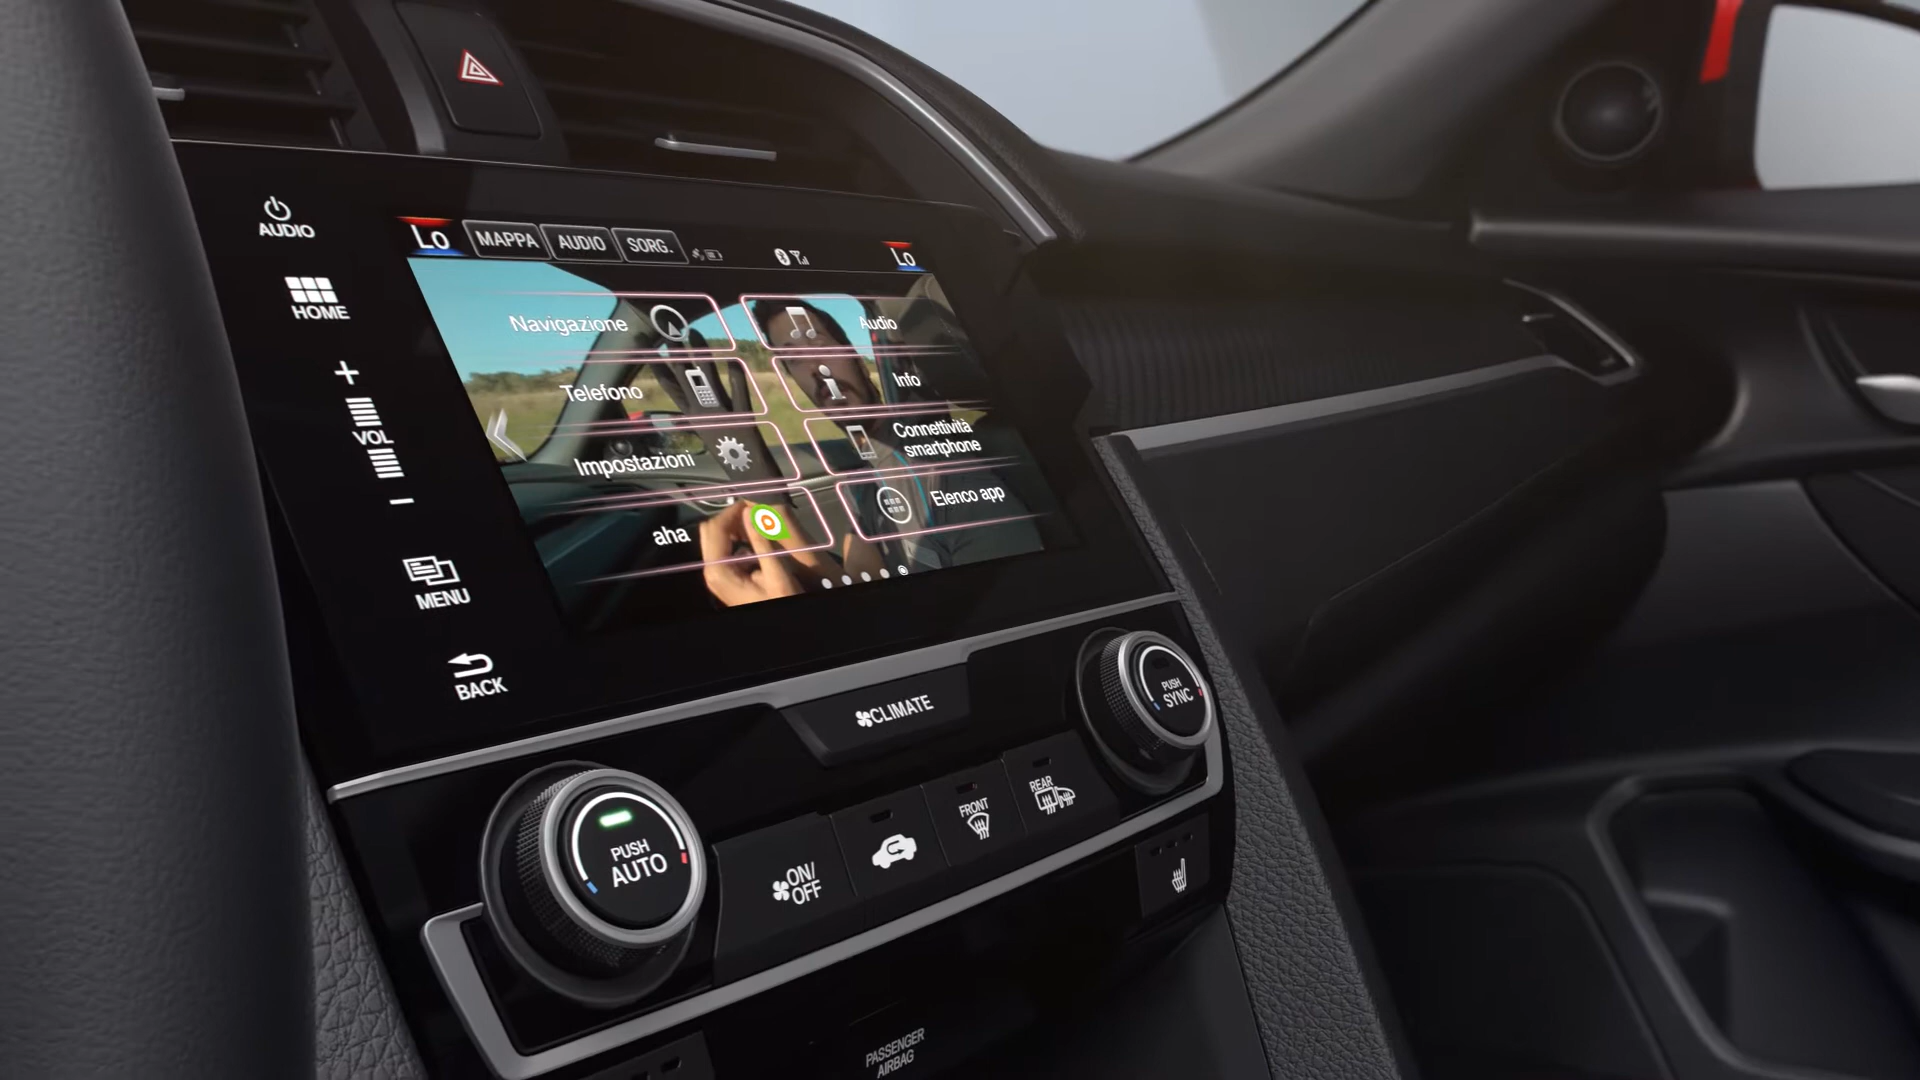 AUDIO
HOME
VOL
MENU
BACK
Lo MAPPA AUDIO SORG. Lo
Navigazione
Audio
Telefono
Info
Impostazioni
Connettività
smartphone
aha
Elenco app
CLIMATE
PUSH
SYNC
PUSH
AUTO
ON/
OFF
FRONT
REAR
PASSENGER
AIRBAG